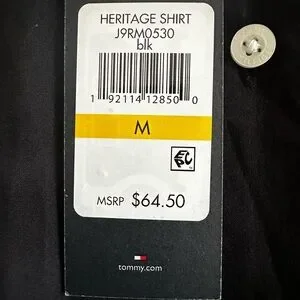 HERITAGE SHIRT
J9RM0530
blk
1 92114 12850 0
M
MSRP $64.50
tommy.com